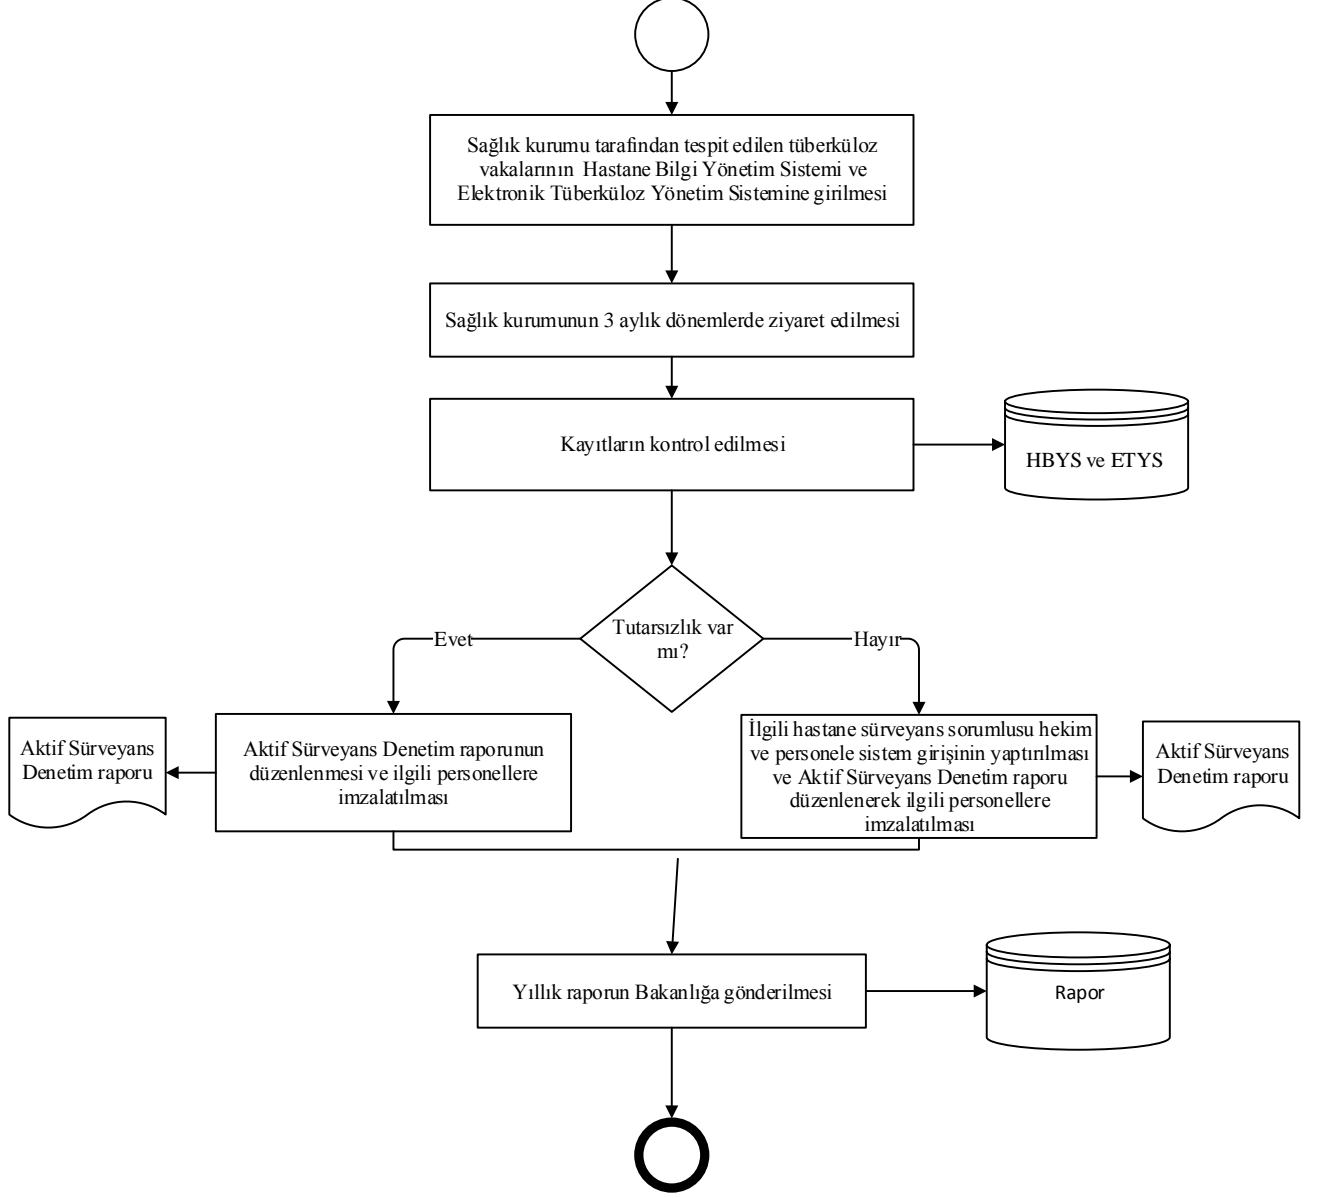 Sağlık kurumu tarafından tespit edilen tüberküloz
vakalarının Hastane Bilgi Yönetim Sistemi ve
Elektronik Tüberküloz Yönetim Sistemine girilmesi
Sağlık kurumunun 3 aylık dönemlerde ziyaret edilmesi
Kayıtların kontrol edilmesi
HBYS ve ETYS
Tutarsızlık var
mı?
Evet
Hayır
Aktif Sürveyans
Denetim raporu
Aktif Sürveyans Denetim raporunun
düzenlenmesi ve ilgili personellere
imzalatılması
İlgili hastane sürveyans sorumlusu hekim
ve personele sistem girişinin yaptırılması
ve Aktif Sürveyans Denetim raporu
düzenlenerek ilgili personellere
imzalatılması
Aktif Sürveyans
Denetim raporu
Yıllık raporun Bakanlığa gönderilmesi
Rapor